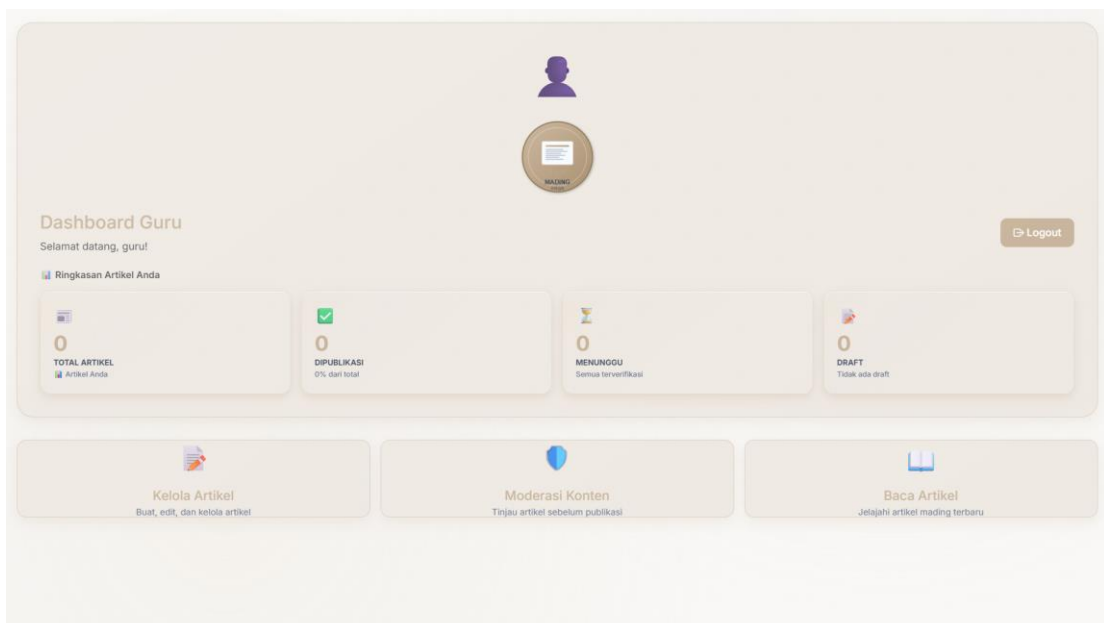 MADING
Dashboard Guru
Logout
Selamat datang, guru!
Ringkasan Artikel Anda
0
TOTAL ARTIKEL
Artikel Anda
0
DIPUBLIKASI
0% dari total
0
MENUNGGU
Semua terverifikasi
0
DRAFT
Tidak ada draft
Kelola Artikel
Buat, edit, dan kelola artikel
Moderasi Konten
Tinjau artikel sebelum publikasi
Baca Artikel
Jelajahi artikel mading terbaru